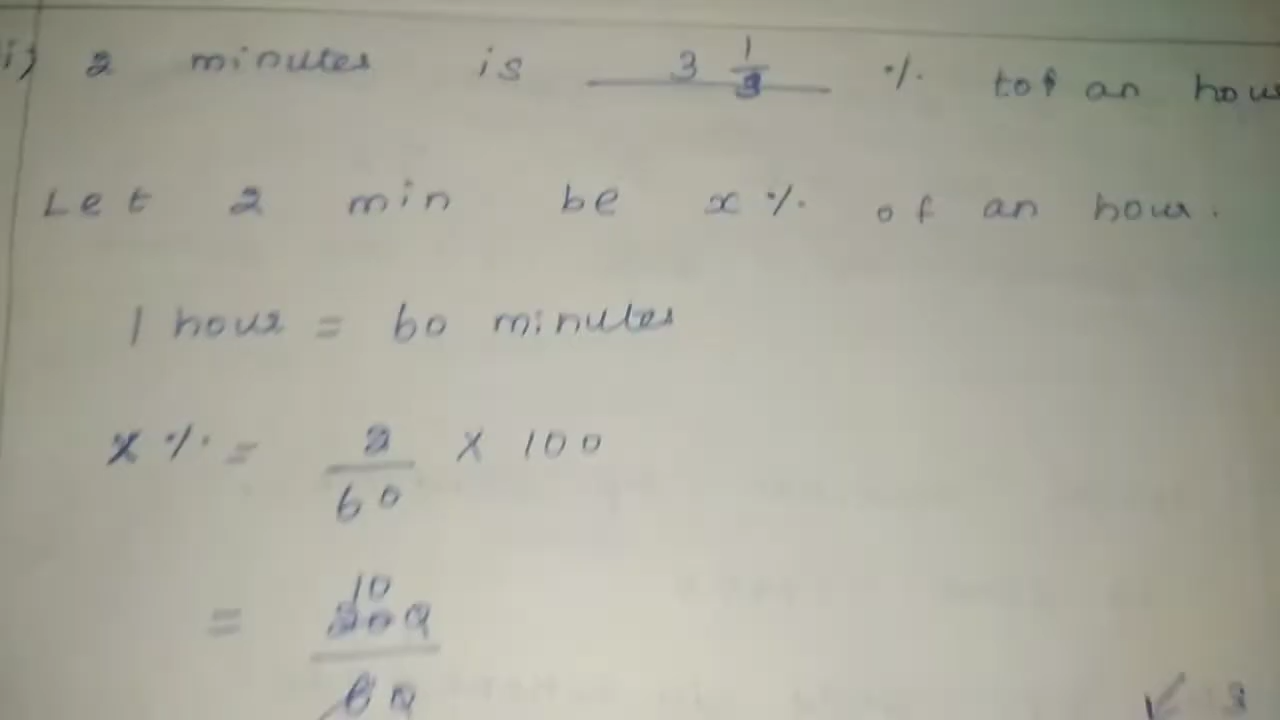 i) 2 minutes is 3 1/3 % of an hou
Let 2 min be x % of an hour.
1 hour = 60 minutes
x % = 2/60 x 100
10
= 200/60